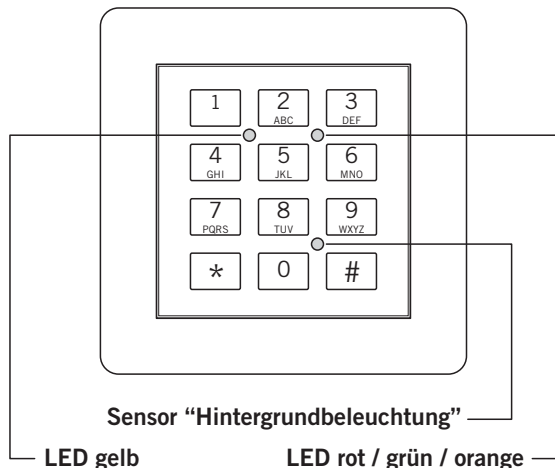 1 2 3
ABC DEF
4 5 6
GHI JKL MNO
7 8 9
PQRS TUV WXYZ
* 0 #
Sensor “Hintergrundbeleuchtung”
LED gelb LED rot / grün / orange